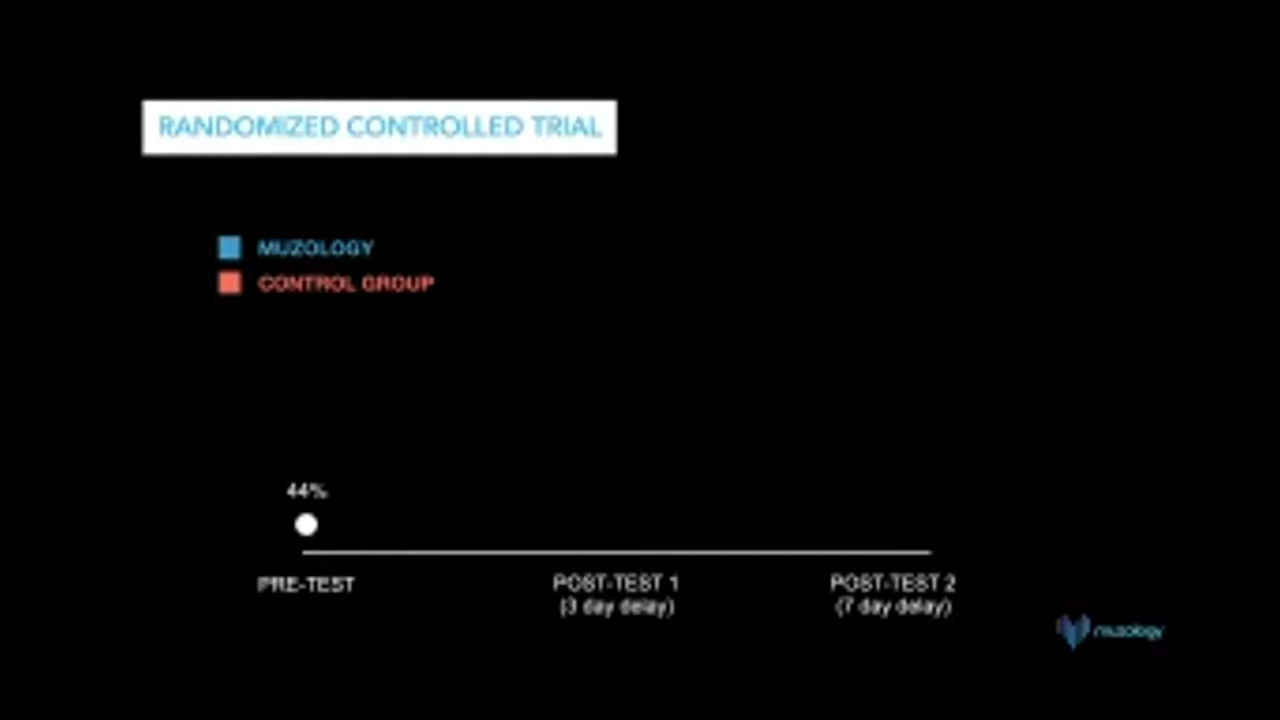 RANDOMIZED CONTROLLED TRIAL
MUZOLOGY
CONTROL GROUP
44%
PRE-TEST
POST-TEST 1
(3 day delay)
POST-TEST 2
(7 day delay)
muzology